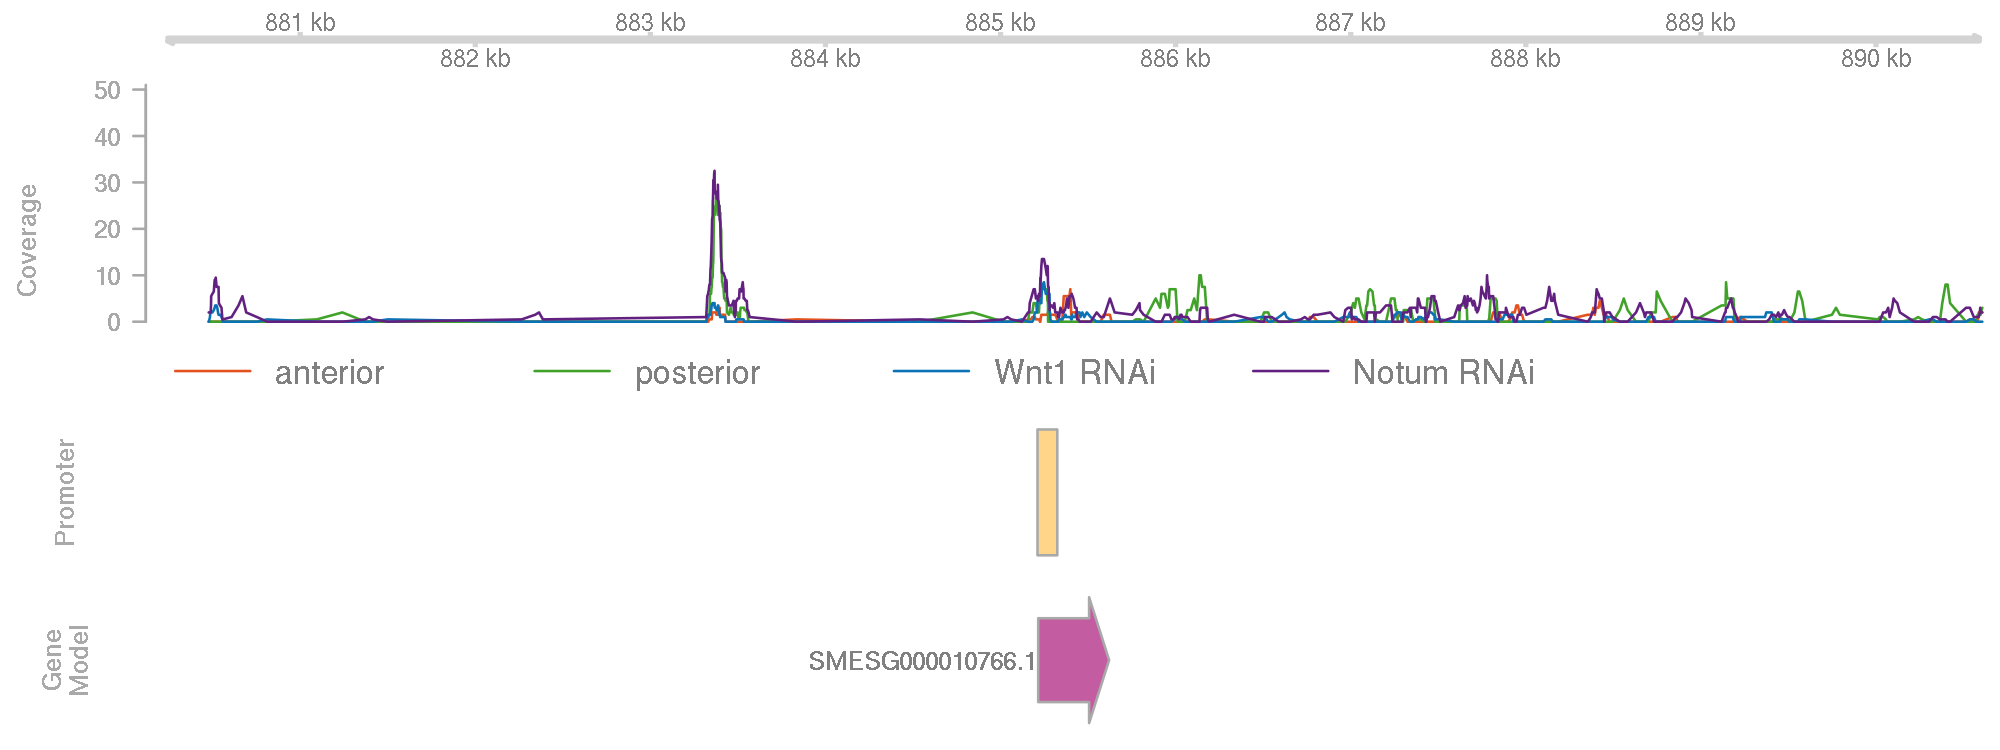 881 kb 883 kb 885 kb 887 kb 889 kb
882 kb 884 kb 886 kb 888 kb 890 kb
50
40
30
20
10
0
Coverage
anterior posterior Wnt1 RNAi Notum RNAi
Promoter
Gene
Model
SMESG000010766.1